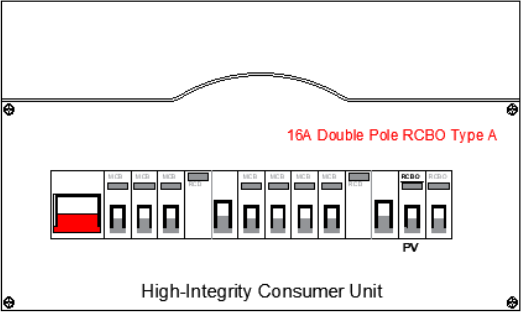 16A Double Pole RCBO Type A
MCB MCB MCB RCD MCB MCB MCB MCB RCB RCBO RCBO
PV
High-Integrity Consumer Unit